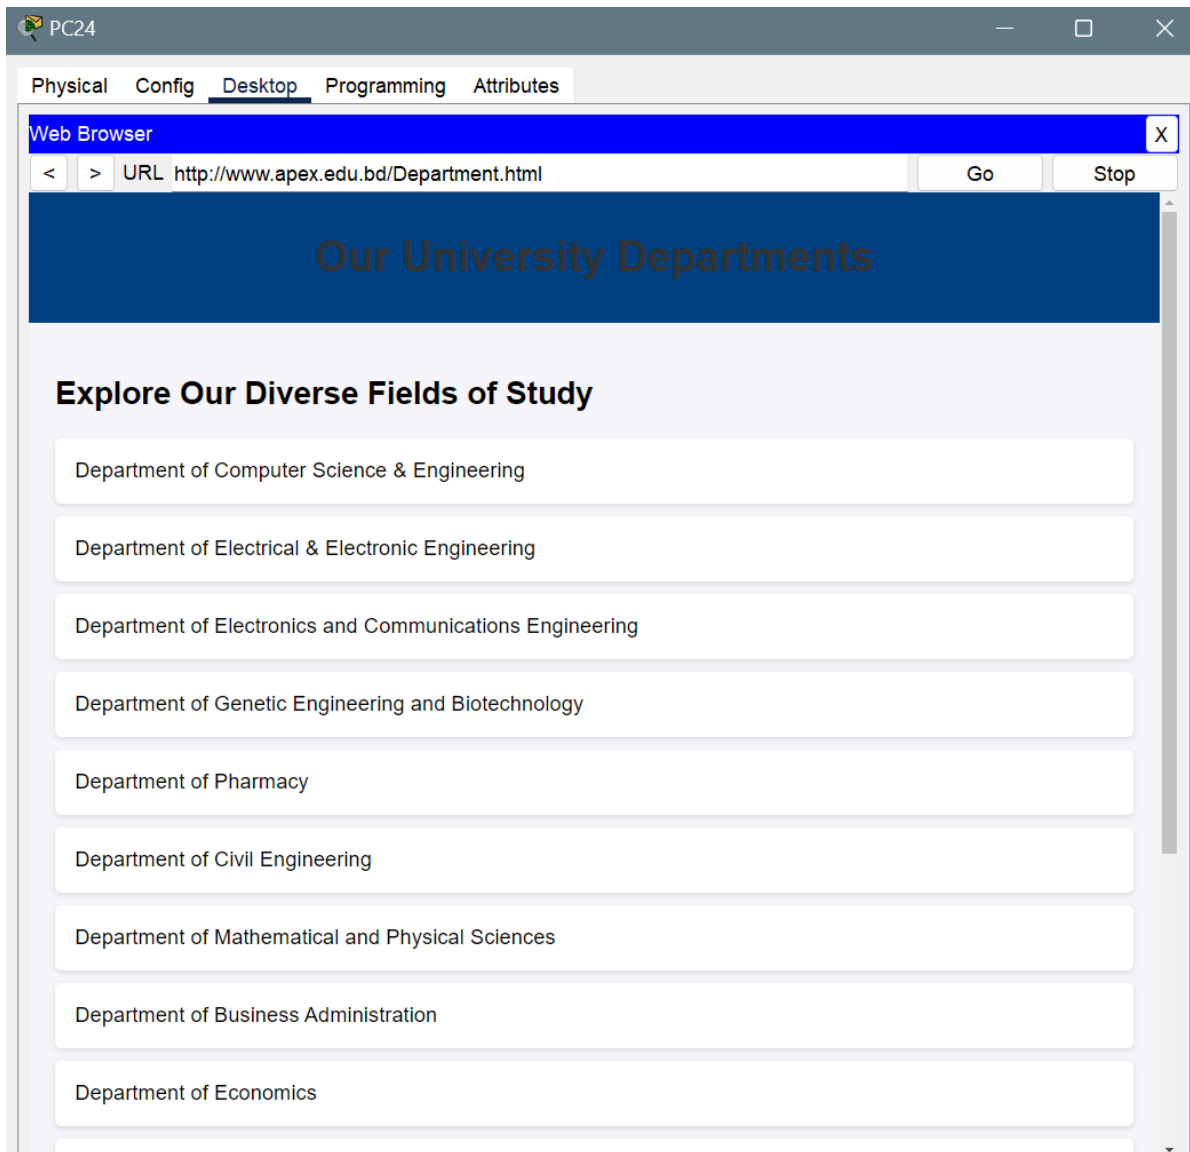 PC24
Physical Config Desktop Programming Attributes
Web Browser
X
< > URL http://www.apex.edu.bd/Department.html Go Stop
Our University Departments
Explore Our Diverse Fields of Study
Department of Computer Science & Engineering
Department of Electrical & Electronic Engineering
Department of Electronics and Communications Engineering
Department of Genetic Engineering and Biotechnology
Department of Pharmacy
Department of Civil Engineering
Department of Mathematical and Physical Sciences
Department of Business Administration
Department of Economics